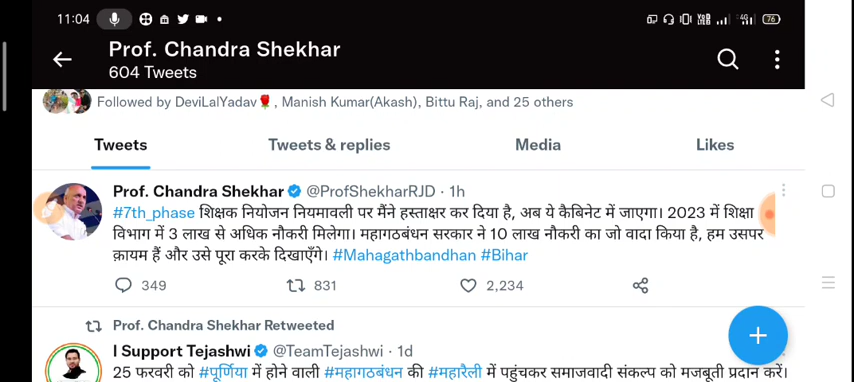 11:04
76
Prof. Chandra Shekhar
604 Tweets
Followed by DeviLalYadav🌹, Manish Kumar(Akash), Bittu Raj, and 25 others
Tweets Tweets & replies Media Likes
Prof. Chandra Shekhar @ProfShekharRJD · 1h
#7th_phase शिक्षक नियोजन नियमावली पर मैंने हस्ताक्षर कर दिया है, अब ये कैबिनेट में जाएगा। 2023 में शिक्षा
विभाग में 3 लाख से अधिक नौकरी मिलेगा। महागठबंधन सरकार ने 10 लाख नौकरी का जो वादा किया है, हम उसपर
क़ायम हैं और उसे पूरा करके दिखाएँगे। #Mahagathbandhan #Bihar
349 831 2,234
Prof. Chandra Shekhar Retweeted
I Support Tejashwi @TeamTejashwi · 1d
25 फरवरी को #पूर्णिया में होने वाली #महागठबंधन की #महारैली में पहुंचकर समाजवादी संकल्प को मजबूती प्रदान करें।